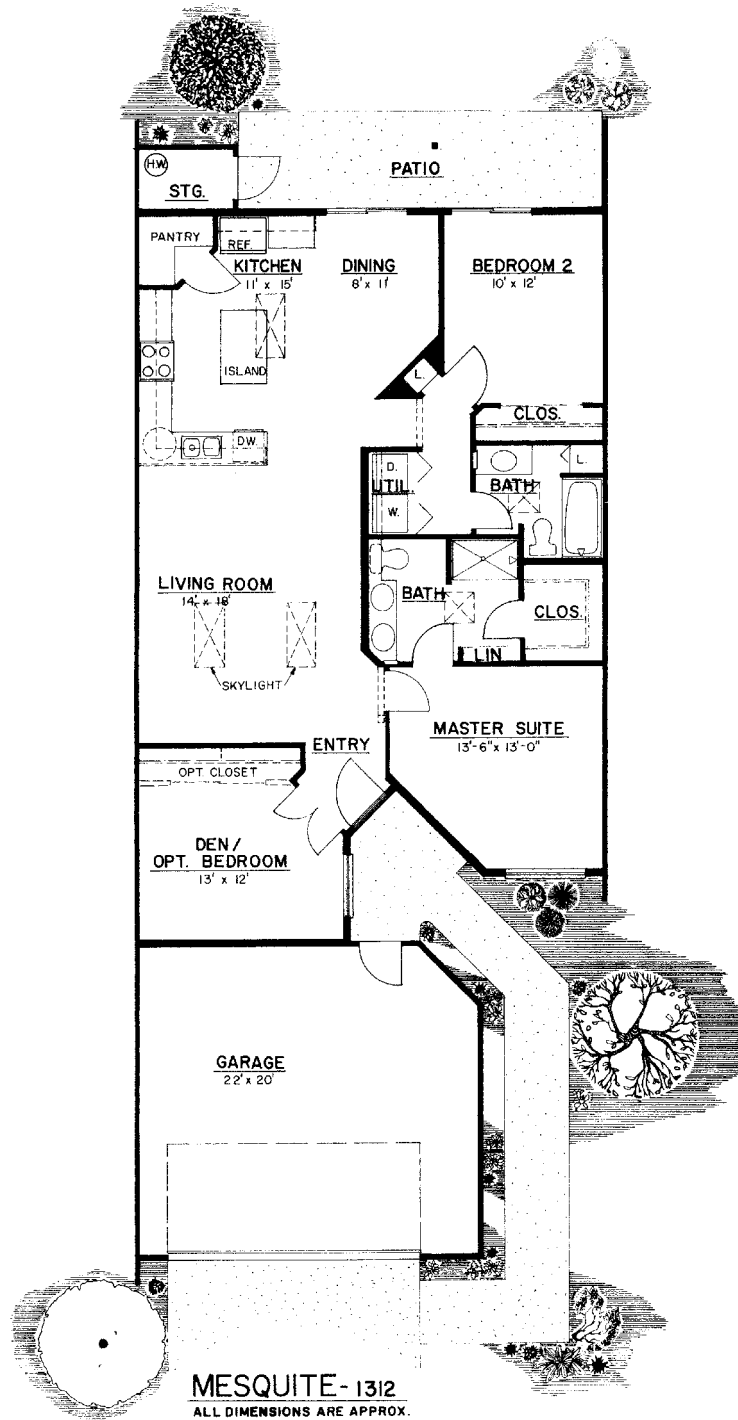 H.W.
STG.
PATIO
PANTRY
REF.
KITCHEN
11' x 15'
DINING
8' x 11'
BEDROOM 2
10' x 12'
ISLAND
L.
CLOS.
DW.
D.
UTIL
W.
BATH
L.
LIVING ROOM
14' x 18'
BATH
CLOS.
LIN
SKYLIGHT
ENTRY
MASTER SUITE
13'-6" x 13'-0"
OPT. CLOSET
DEN /
OPT. BEDROOM
13' x 12'
GARAGE
22' x 20'
MESQUITE - 1312
ALL DIMENSIONS ARE APPROX.